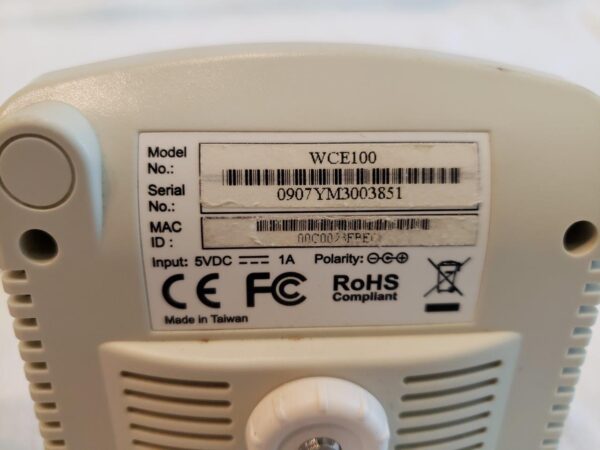 Model No.: WCE100
Serial No.: 0907YM3003851
MAC ID :
Input: 5VDC 1A Polarity:
CE FC RoHS Compliant
Made in Taiwan